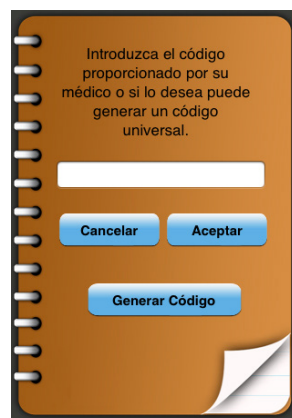 Introduzca el código
proporcionado por su
médico o si lo desea puede
generar un código
universal.
Cancelar
Aceptar
Generar Código